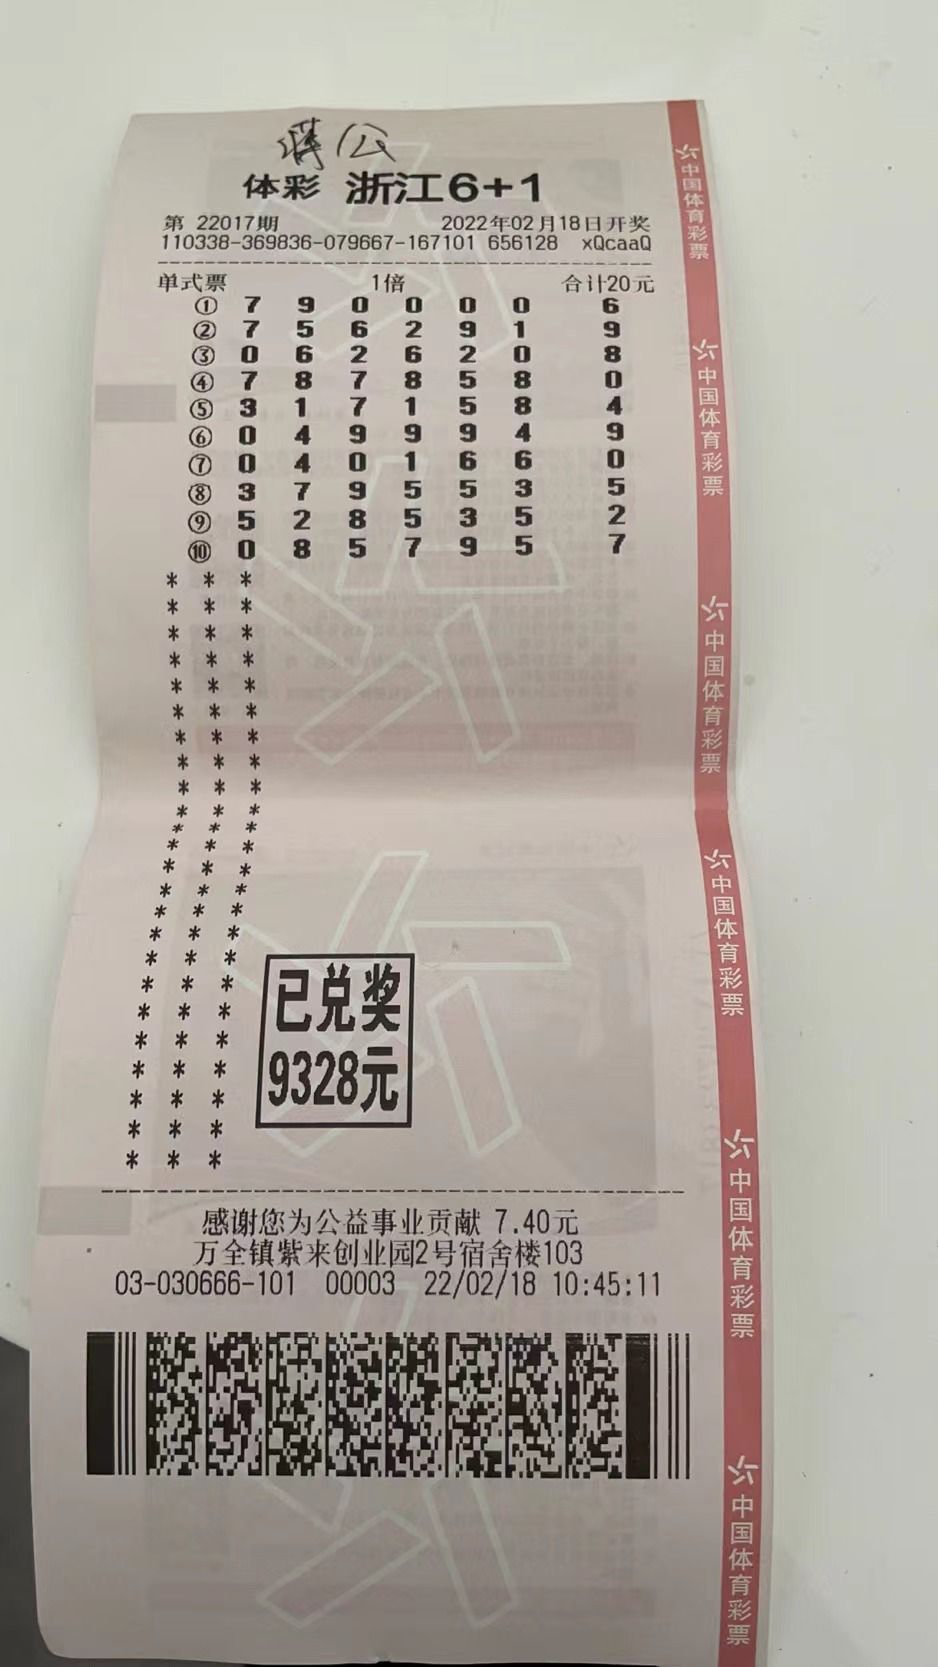 蒋公
体彩 浙江6+1
第 22017期 2022年02月18日开奖
110338-369836-079667-167101 656128 xQcaaQ
单式票 1倍 合计20元
① 7 9 0 0 0 0 6
② 7 5 6 2 9 1 9
③ 0 6 2 6 2 0 8
④ 7 8 7 8 5 8 0
⑤ 3 1 7 1 5 8 4
⑥ 0 4 9 9 9 4 9
⑦ 0 4 0 1 6 6 0
⑧ 3 7 9 5 5 3 5
⑨ 5 2 8 5 3 5 2
⑩ 0 8 5 7 9 5 7
已兑奖
9328元
感谢您为公益事业贡献 7.40元
万全镇紫来创业园2号宿舍楼103
03-030666-101 00003 22/02/18 10:45:11
中国体育彩票
中国体育彩票
中国体育彩票
中国体育彩票
中国体育彩票
中国体育彩票